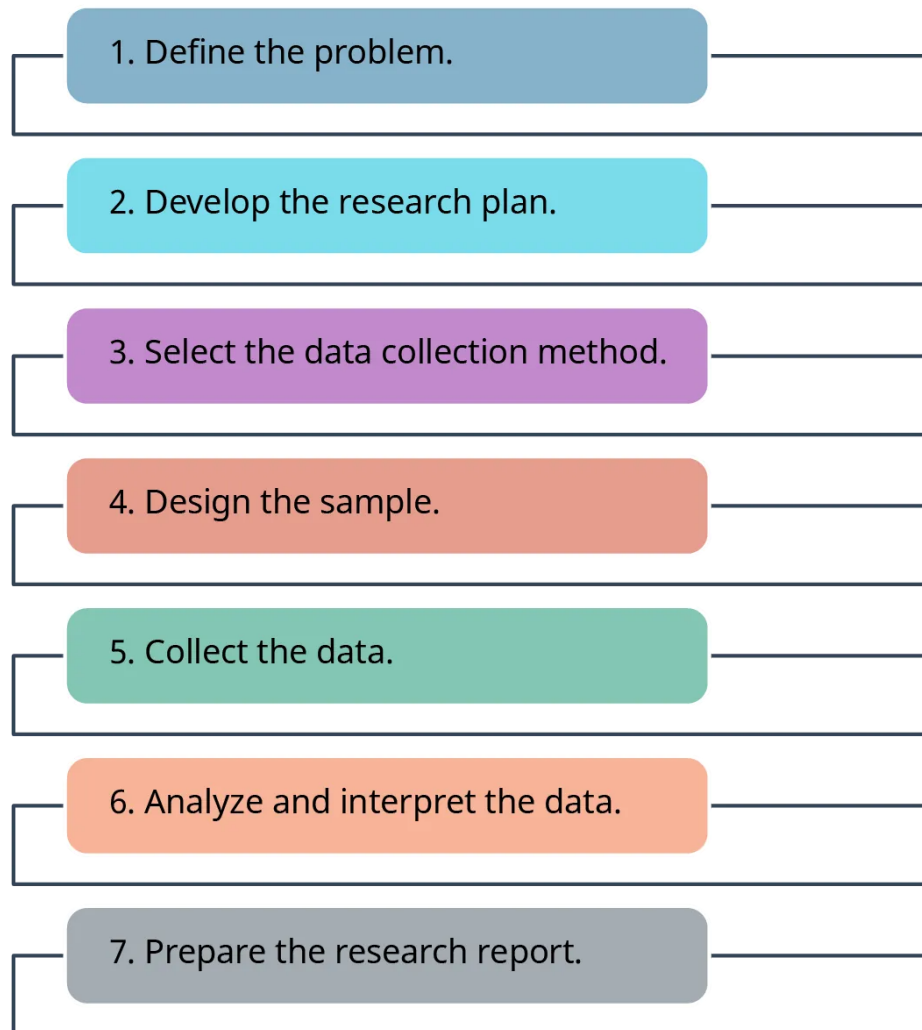 1. Define the problem.
2. Develop the research plan.
3. Select the data collection method.
4. Design the sample.
5. Collect the data.
6. Analyze and interpret the data.
7. Prepare the research report.